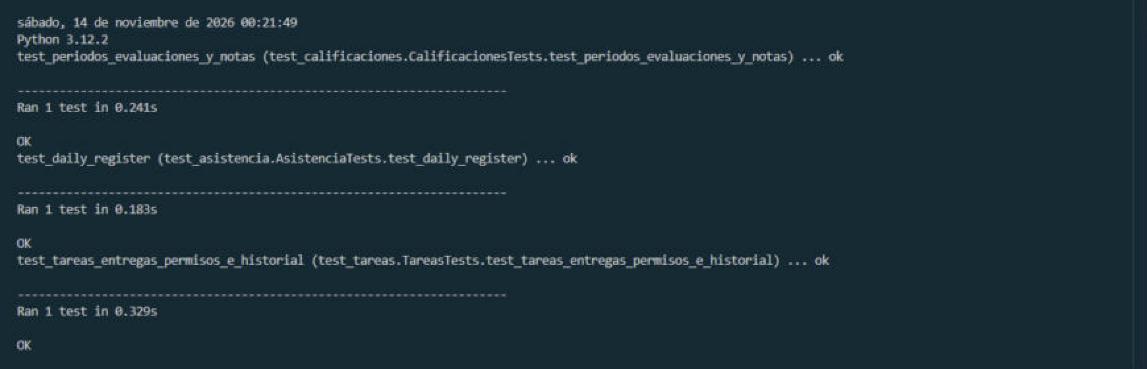 sábado, 14 de noviembre de 2026 00:21:49
Python 3.12.2
test_periodos_evaluaciones_y_notas (test_calificaciones.CalificacionesTests.test_periodos_evaluaciones_y_notas) ... ok
----------------------------------------------------------------------
Ran 1 test in 0.241s
OK
test_daily_register (test_asistencia.AsistenciaTests.test_daily_register) ... ok
----------------------------------------------------------------------
Ran 1 test in 0.183s
OK
test_tareas_entregas_permisos_e_historial (test_tareas.TareasTests.test_tareas_entregas_permisos_e_historial) ... ok
----------------------------------------------------------------------
Ran 1 test in 0.329s
OK